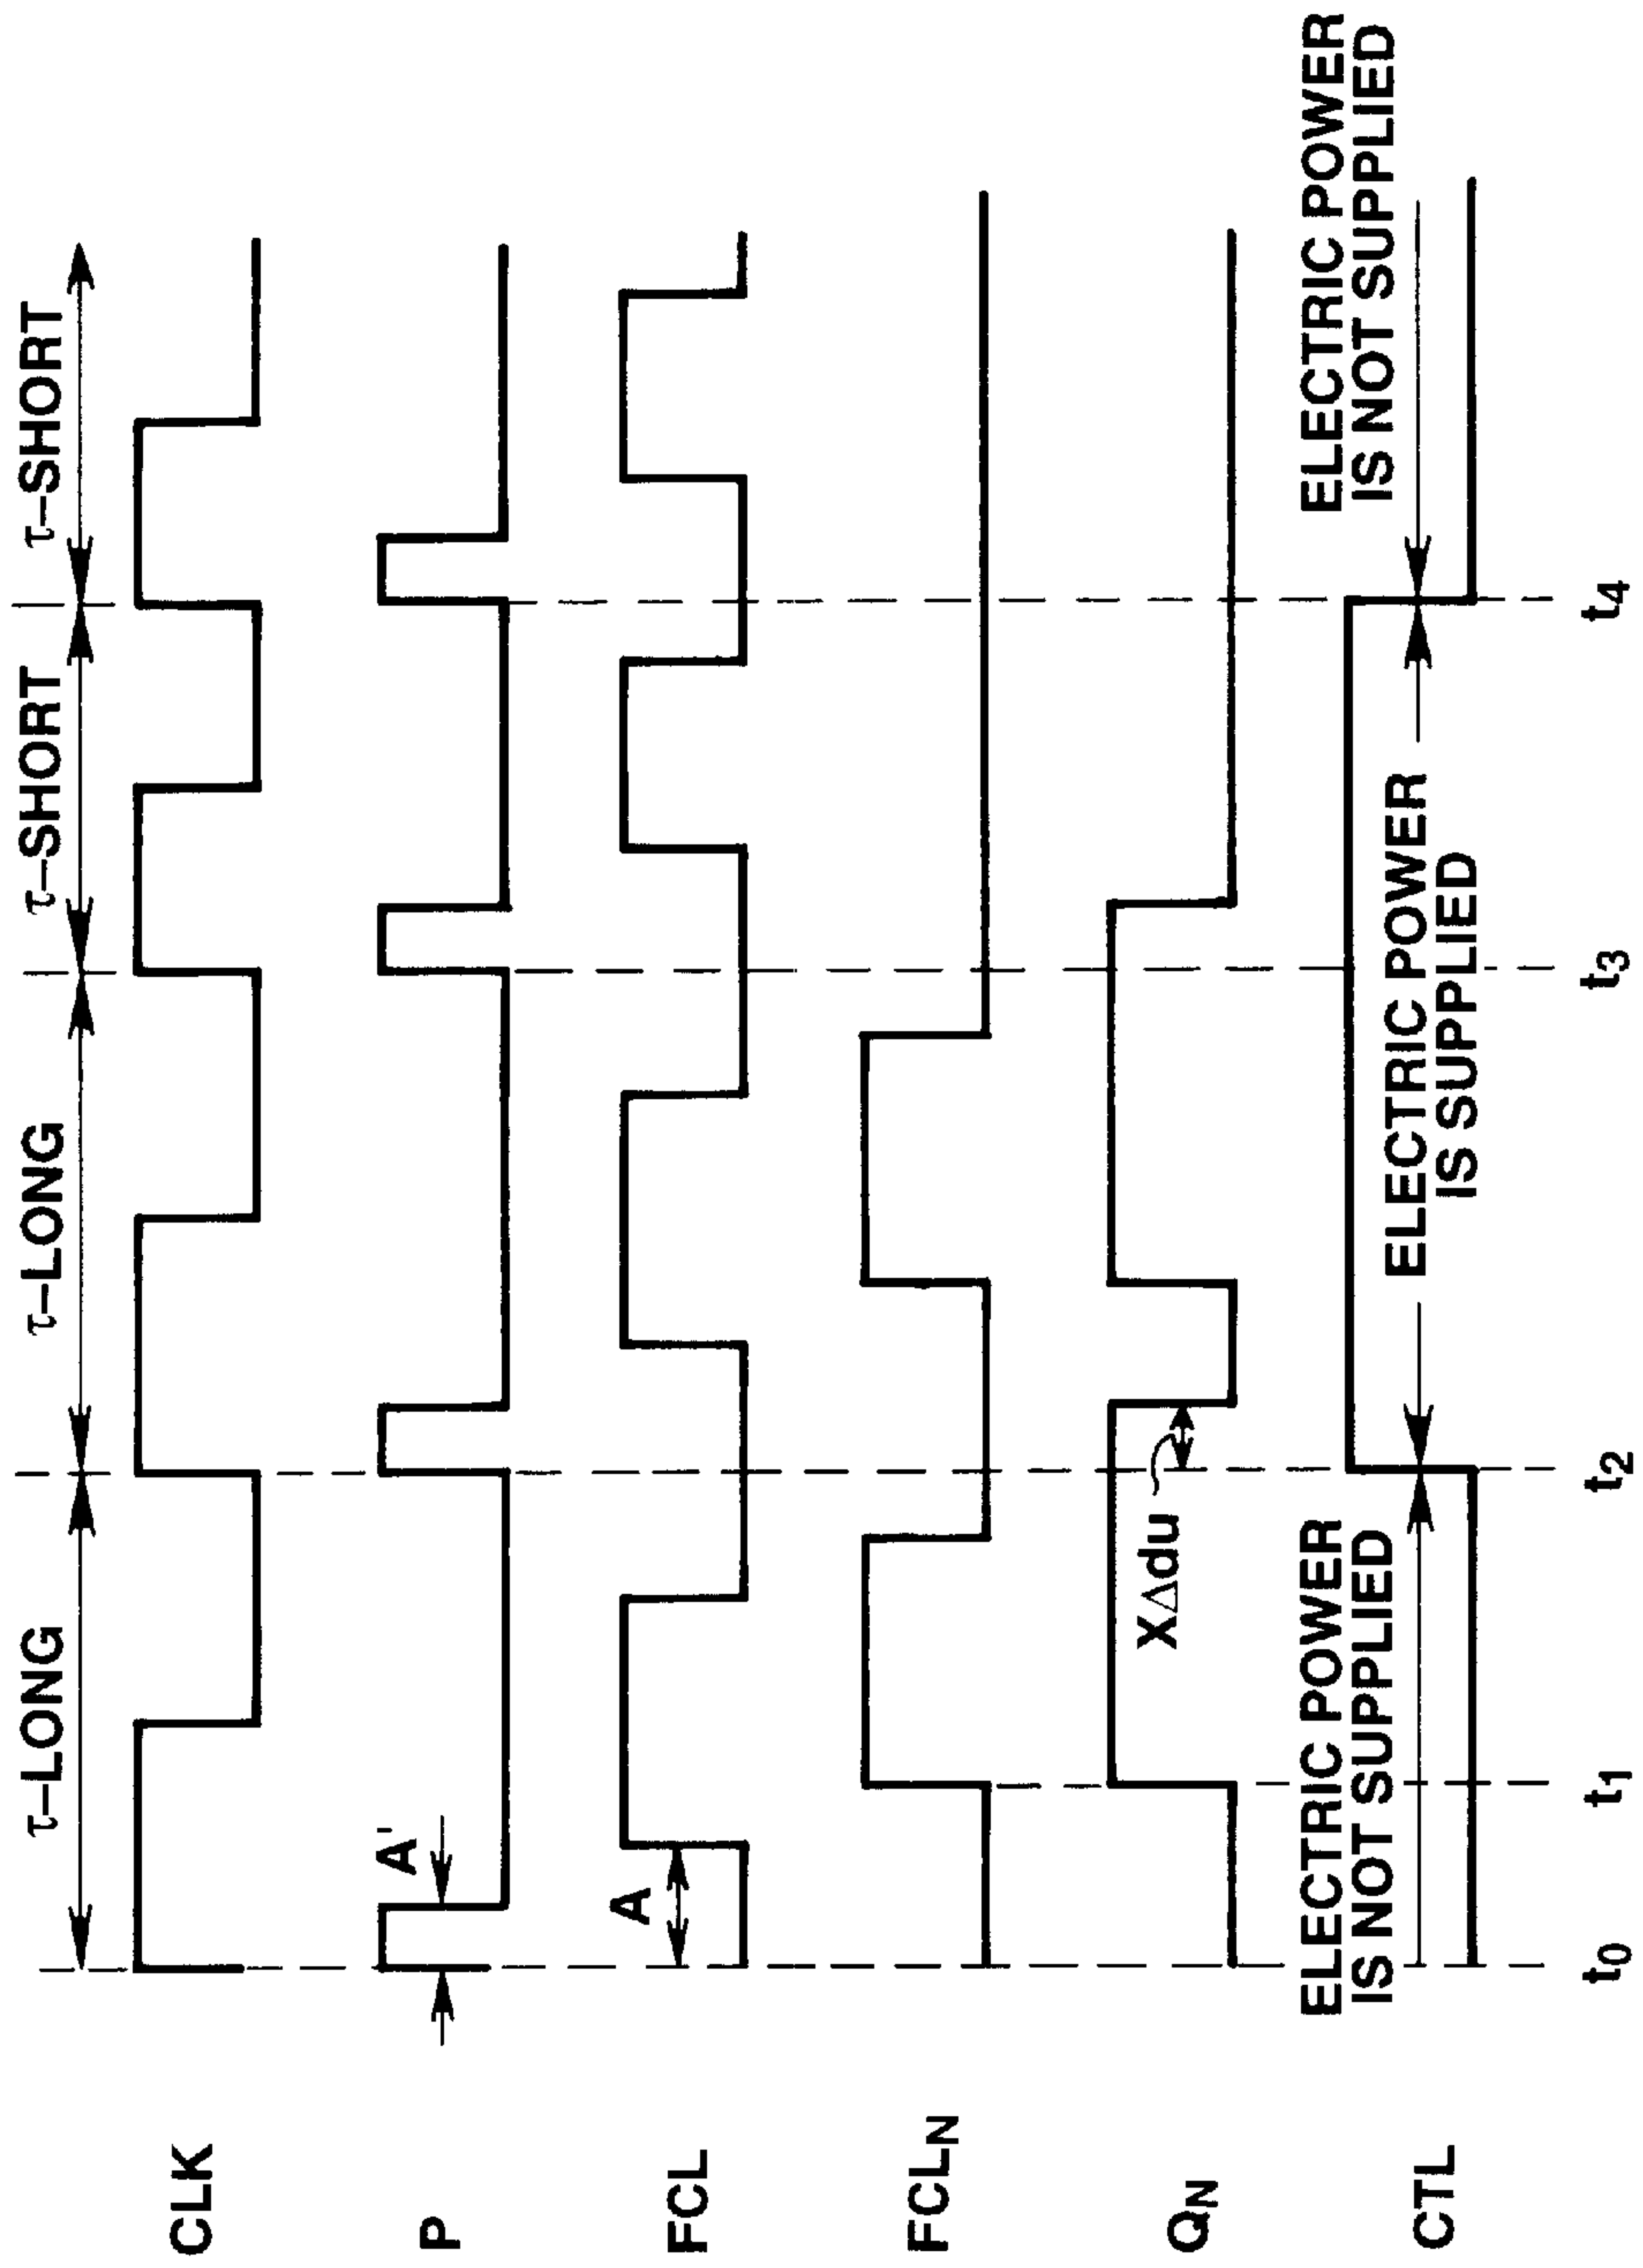 τ–LONG τ–LONG τ–SHORT τ–SHORT
CLK
P A'
FCL A
FCLN
QN XΔdu
ELECTRIC POWER
IS NOT SUPPLIED
ELECTRIC POWER
IS NOT SUPPLIED
CTL
ELECTRIC POWER
IS SUPPLIED
t0 t1 t2 t3 t4